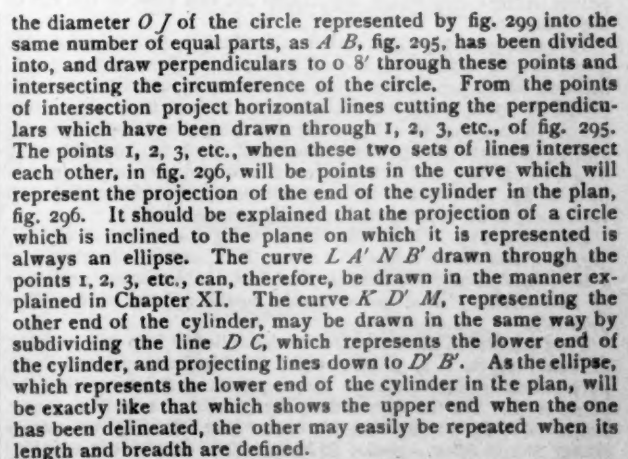 the diameter O J of the circle represented by fig. 299 into the
same number of equal parts, as A B, fig. 295, has been divided
into, and draw perpendiculars to o 8′ through these points and
intersecting the circumference of the circle. From the points
of intersection project horizontal lines cutting the perpendicu-
lars which have been drawn through 1, 2, 3, etc., of fig. 295.
The points 1, 2, 3, etc., when these two sets of lines intersect
each other, in fig. 296, will be points in the curve which will
represent the projection of the end of the cylinder in the plan,
fig. 296. It should be explained that the projection of a circle
which is inclined to the plane on which it is represented is
always an ellipse. The curve L A′ N B′ drawn through the
points 1, 2, 3, etc., can, therefore, be drawn in the manner ex-
plained in Chapter XI. The curve K D′ M, representing the
other end of the cylinder, may be drawn in the same way by
subdividing the line D C, which represents the lower end of
the cylinder, and projecting lines down to D′ B′. As the ellipse,
which represents the lower end of the cylinder in the plan, will
be exactly like that which shows the upper end when the one
has been delineated, the other may easily be repeated when its
length and breadth are defined.